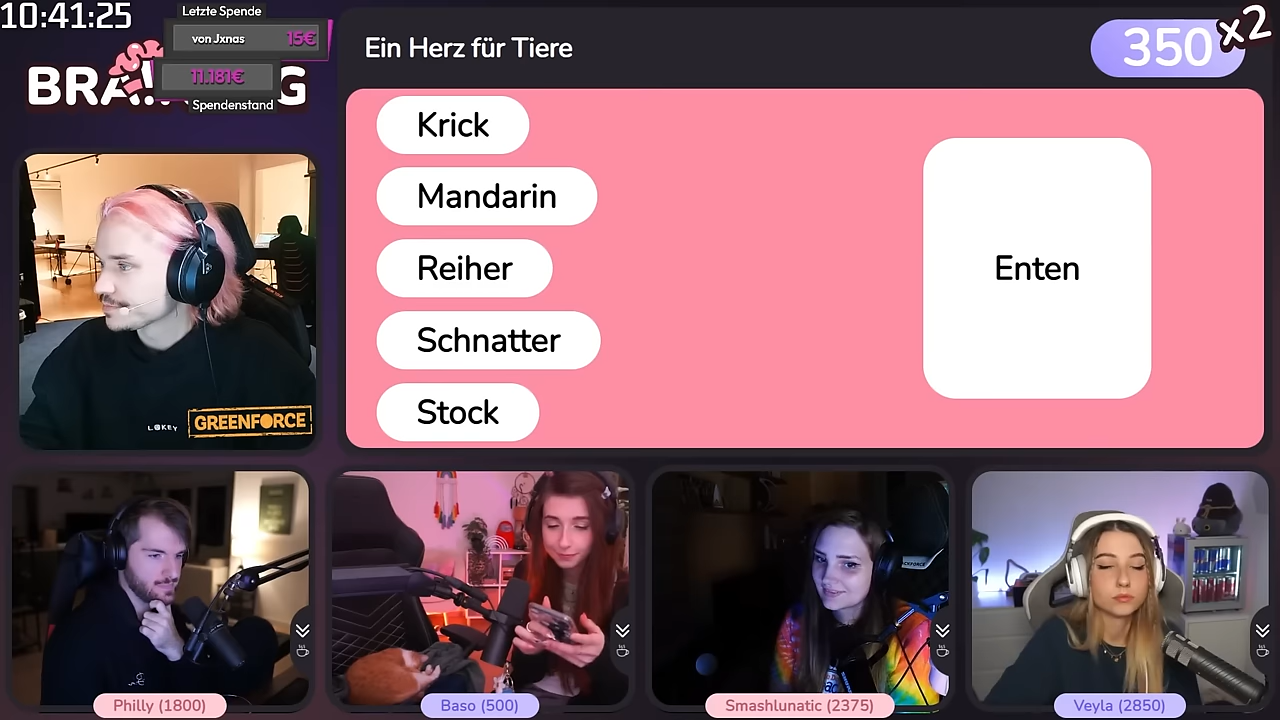 10:41:25
Letzte Spende
von Jxnas 15€
11.181€
Spendenstand
Ein Herz für Tiere
350
x2
Krick
Mandarin
Reiher
Schnatter
Stock
Enten
LOKEY
GREENFORCE
Philly (1800)
Baso (500)
Smashlunatic (2375)
Veyla (2850)